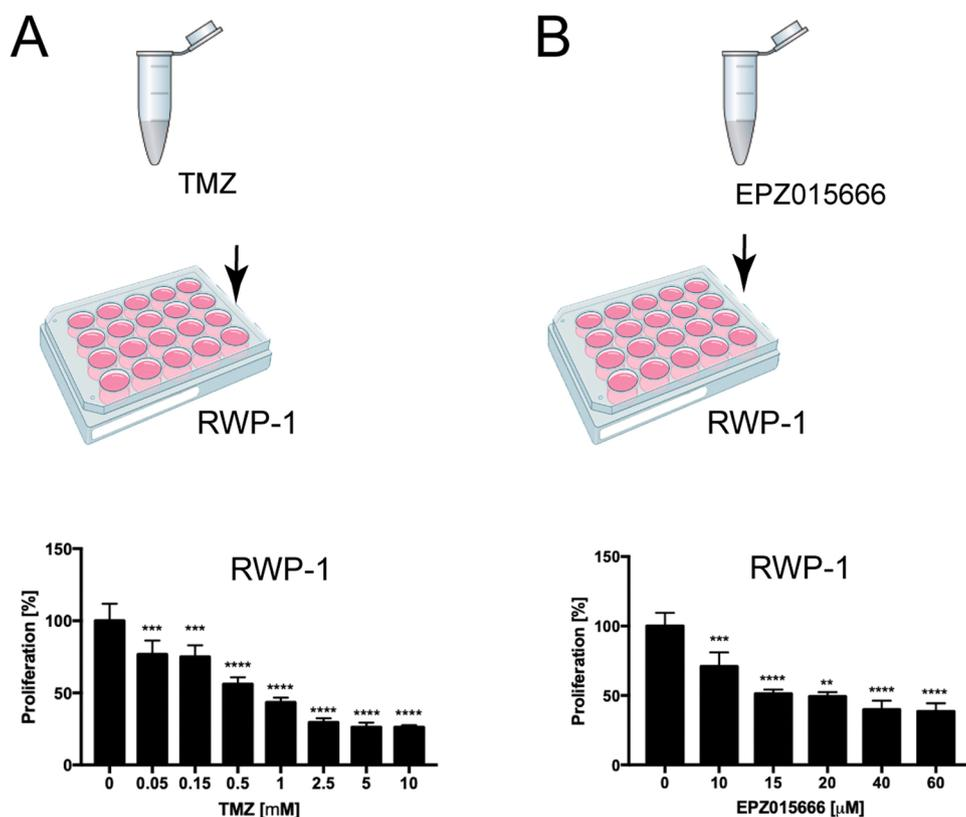 A
TMZ
RWP-1
RWP-1
150
100
50
0
Proliferation [%]
***
***
****
****
****
****
****
0 0.05 0.15 0.5 1 2.5 5 10
TMZ [mM]
B
EPZ015666
RWP-1
RWP-1
150
100
50
0
Proliferation [%]
***
****
**
****
****
0 10 15 20 40 60
EPZ015666 [µM]